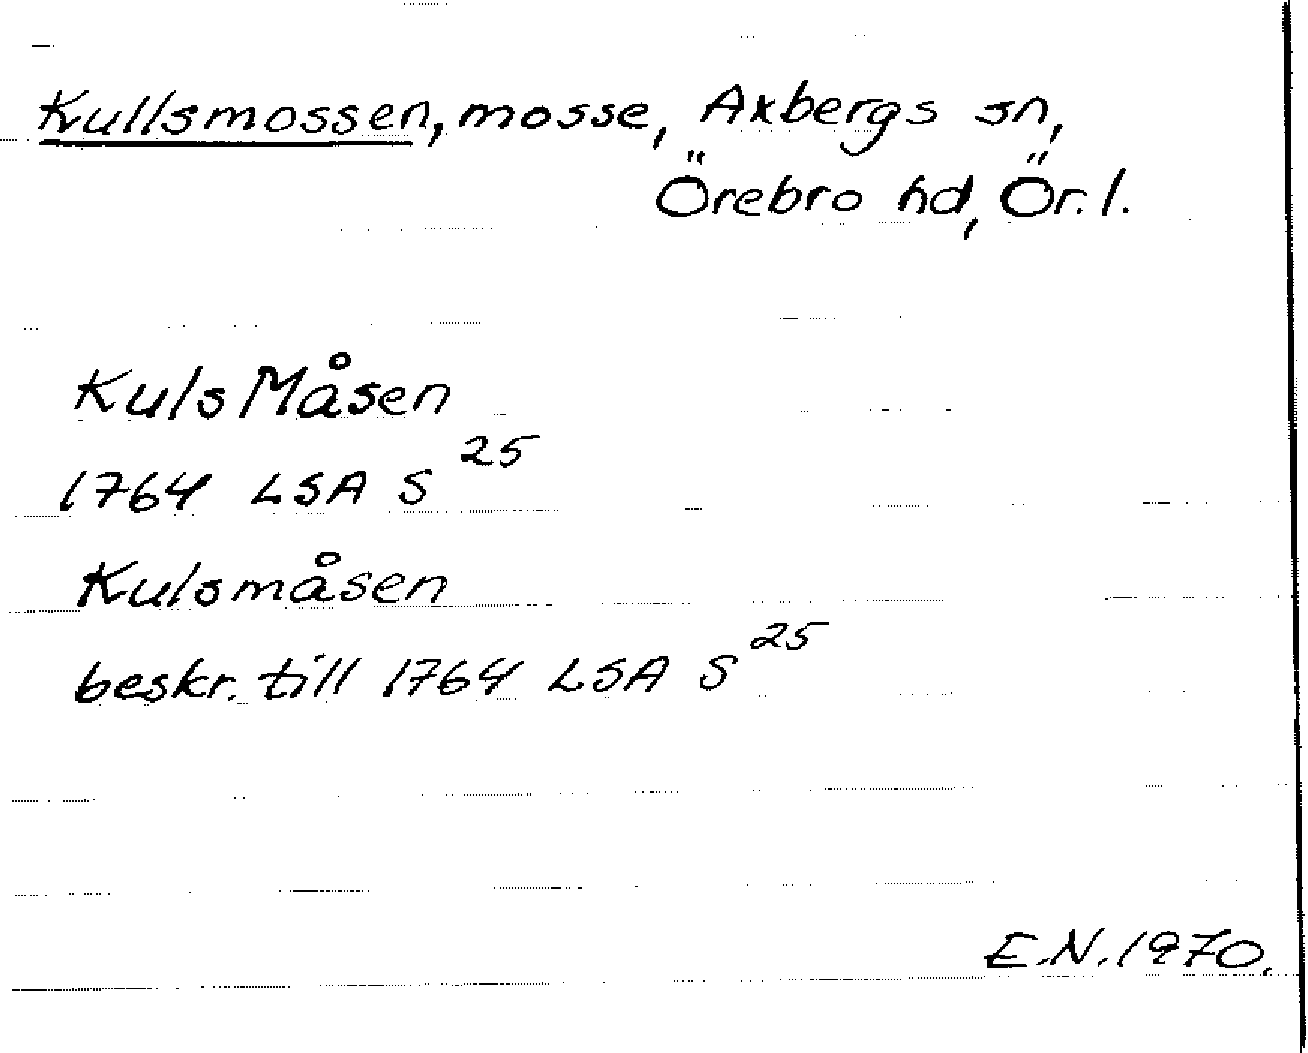 Kullsmossen, mosse, Axbergs sn,
Örebro hd, Ör. l.
Kuls Måsen
1764 LSA S 25
Kulsmåsen
beskr. till 1764 LSA S 25
E.N. 1970.